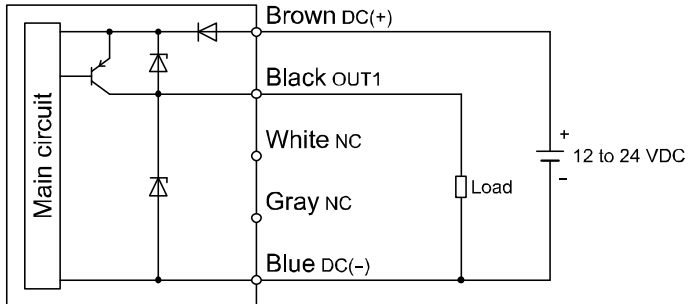 Brown DC(+)
Black OUT1
White NC
Gray NC
Blue DC(−)
Main circuit
Load
+
12 to 24 VDC
−